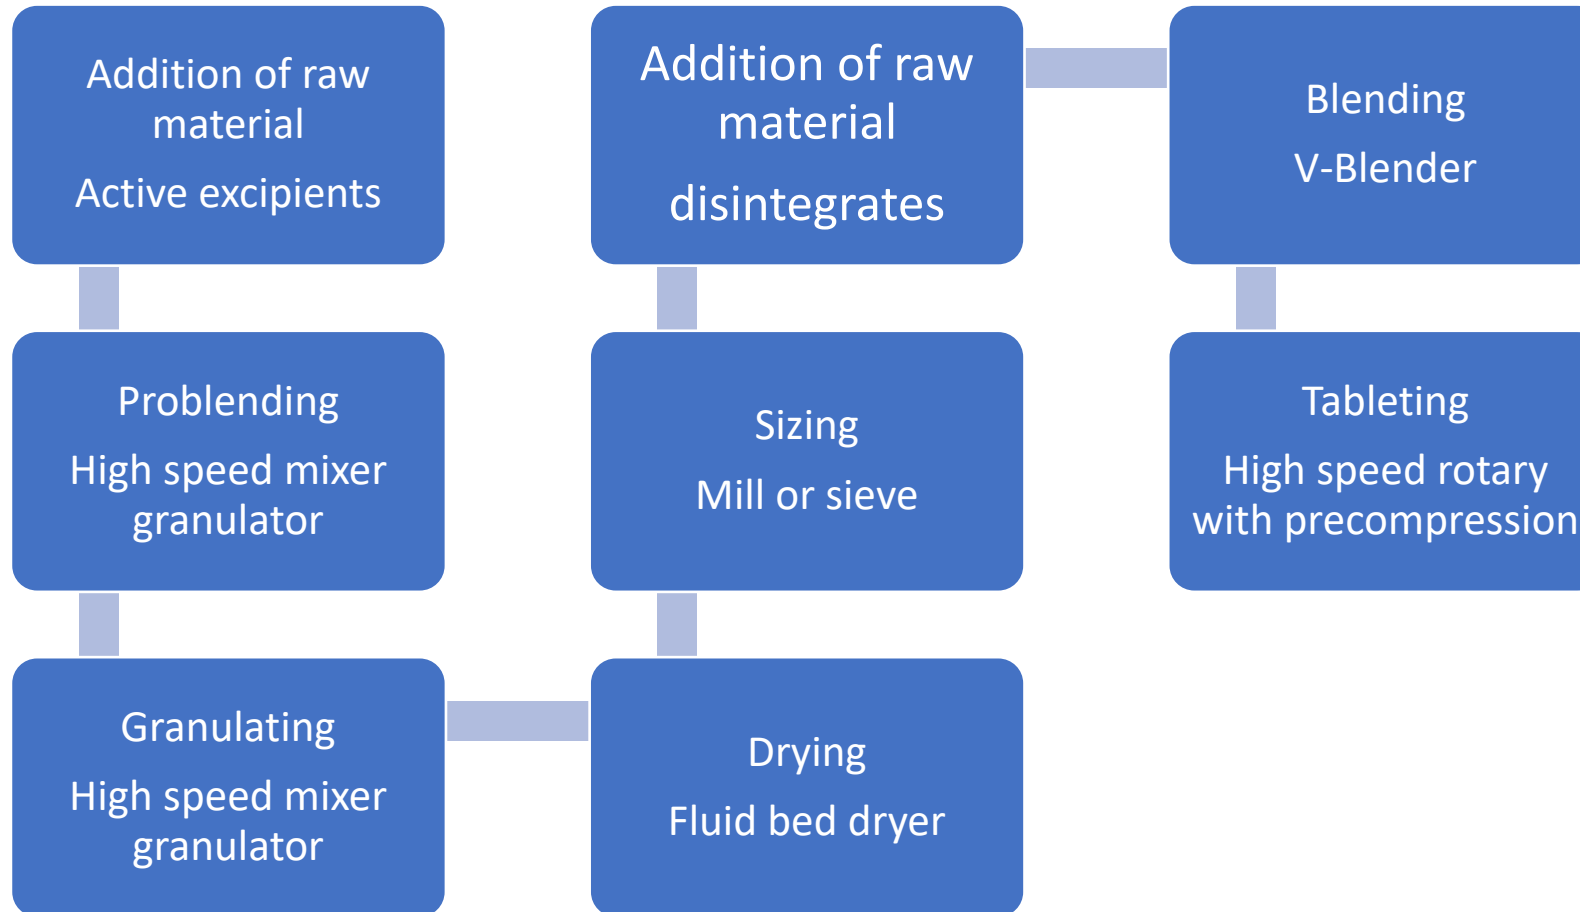 Addition of raw
material
Active excipients
Problending
High speed mixer
granulator
Granulating
High speed mixer
granulator
Drying
Fluid bed dryer
Sizing
Mill or sieve
Addition of raw
material
disintegrates
Blending
V-Blender
Tableting
High speed rotary
with precompression